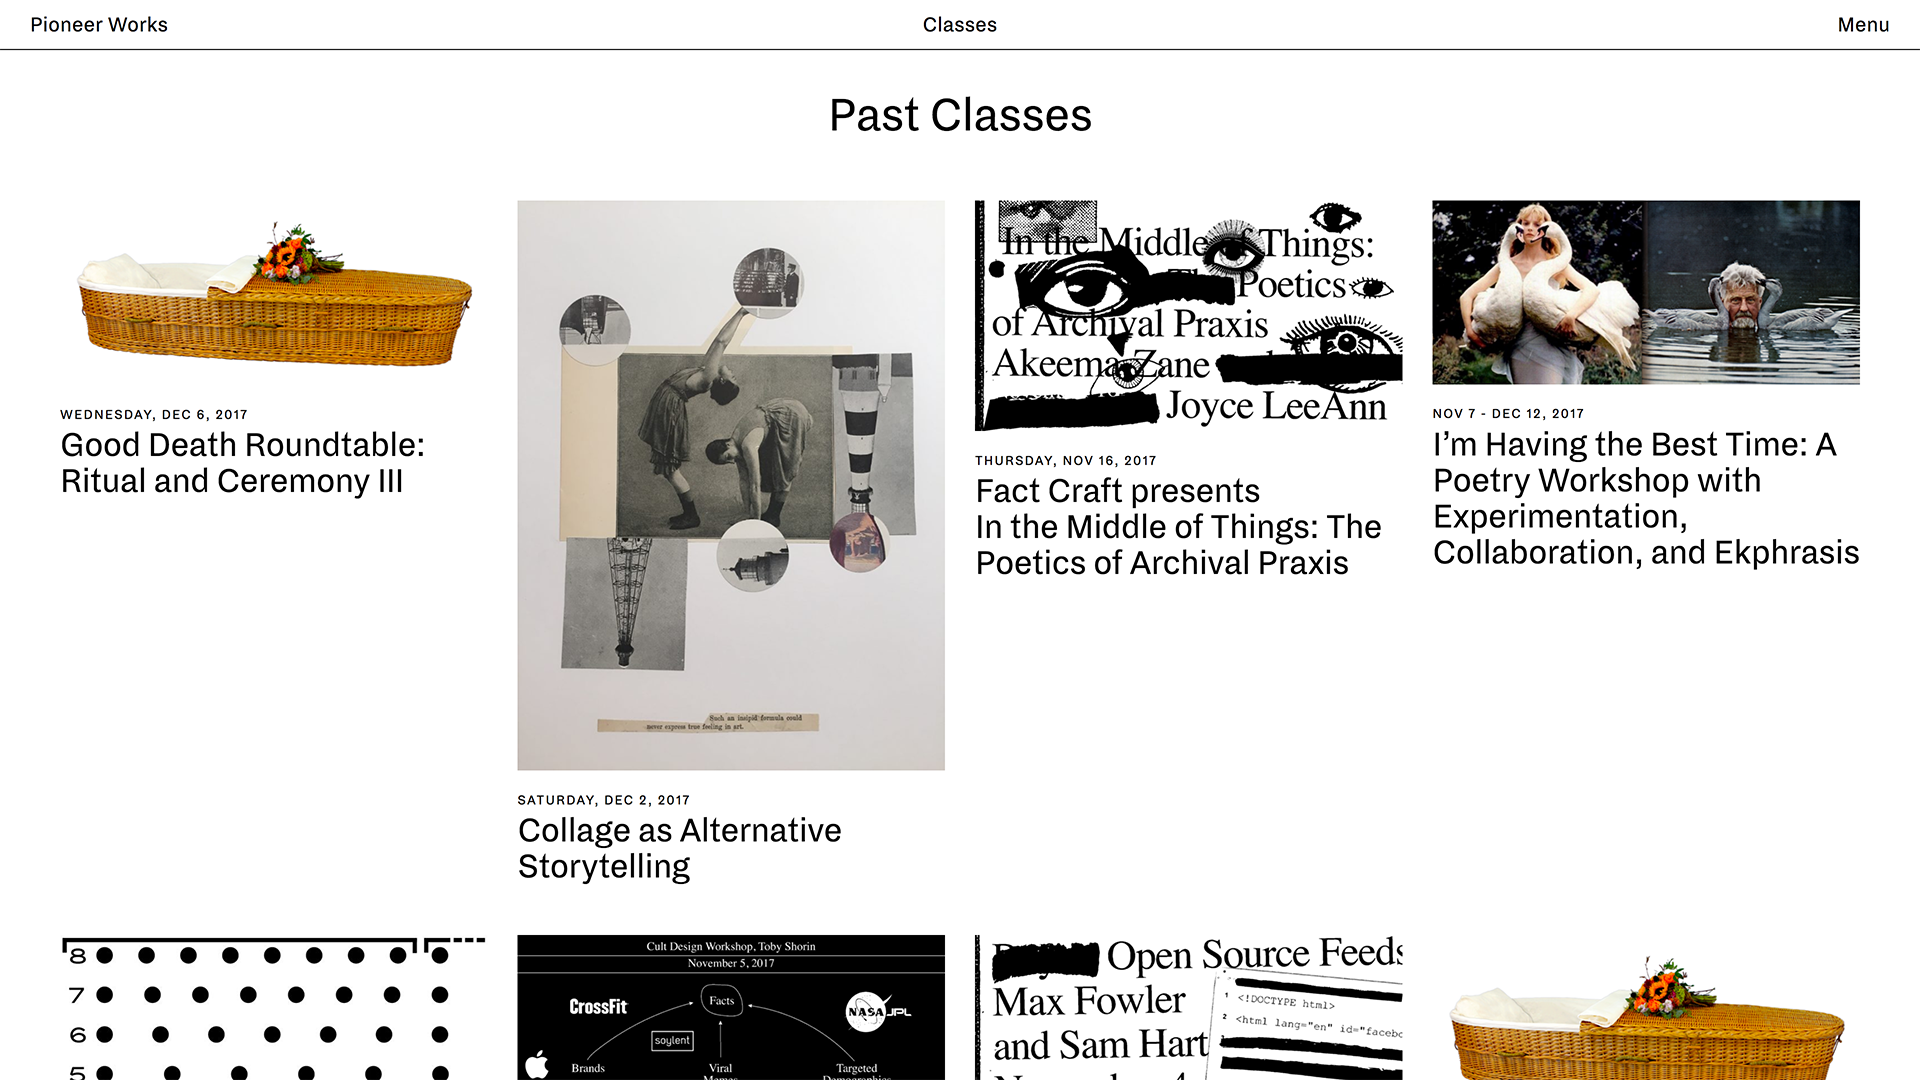 Pioneer Works
Classes
Menu
Past Classes
WEDNESDAY, DEC 6, 2017
Good Death Roundtable:
Ritual and Ceremony III
Such an insipid formula could
never express true feeling in art.
SATURDAY, DEC 2, 2017
Collage as Alternative
Storytelling
In the Middle of Things:
The Poetics
of Archival Praxis
Akeema Zane
Joyce LeeAnn
THURSDAY, NOV 16, 2017
Fact Craft presents
In the Middle of Things: The
Poetics of Archival Praxis
NOV 7 - DEC 12, 2017
I’m Having the Best Time: A
Poetry Workshop with
Experimentation,
Collaboration, and Ekphrasis
8
7
6
5
Cult Design Workshop, Toby Shorin
November 5, 2017
CrossFit
Facts
NASA JPL
soylent
Brands
Viral
Memes
Targeted
Demographics
Open Source Feeds
Max Fowler
and Sam Hart
1 <!DOCTYPE html>
2 <html lang="en" id="facebo